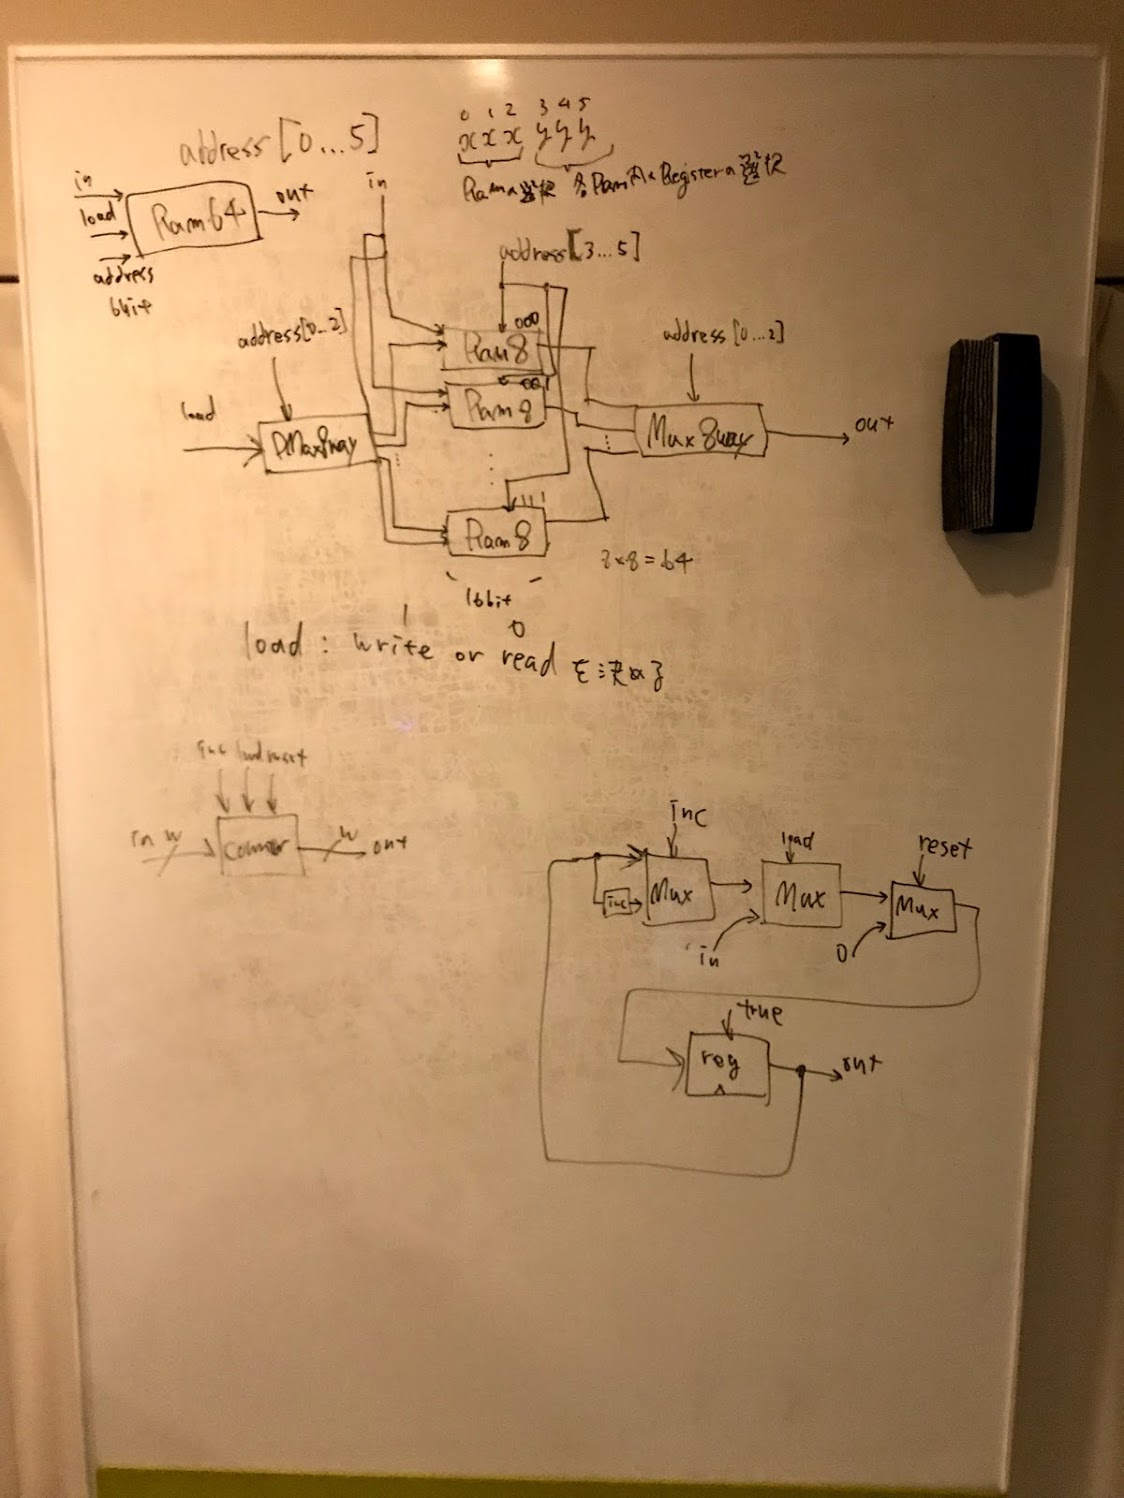 address[0...5]
0 1 2 3 4 5
x x x y y y
Ramの選択 各Ram内のRegisterの選択
in
load
address
6bit
Ram64
out
in
address[3...5]
address[0...2]
address[0...2]
load
DMax8way
000
Ram8
001
Ram8
111
Ram8
Mux8way
out
16bit
8×8=64
1 0
load : write or read を決める
inc load reset
in w
counter
w out
inc
load
reset
inc
Mux
Mux
Mux
in
0
true
reg
out